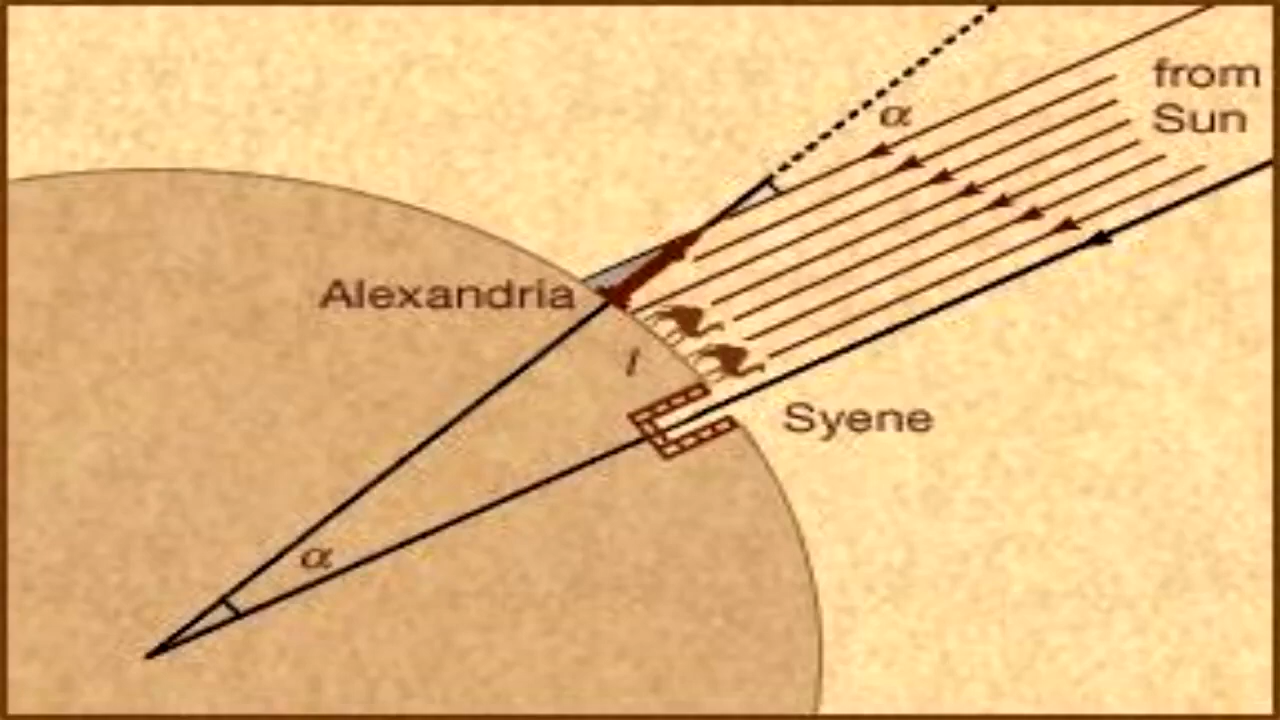 from
Sun
α
Alexandria
l
Syene
α